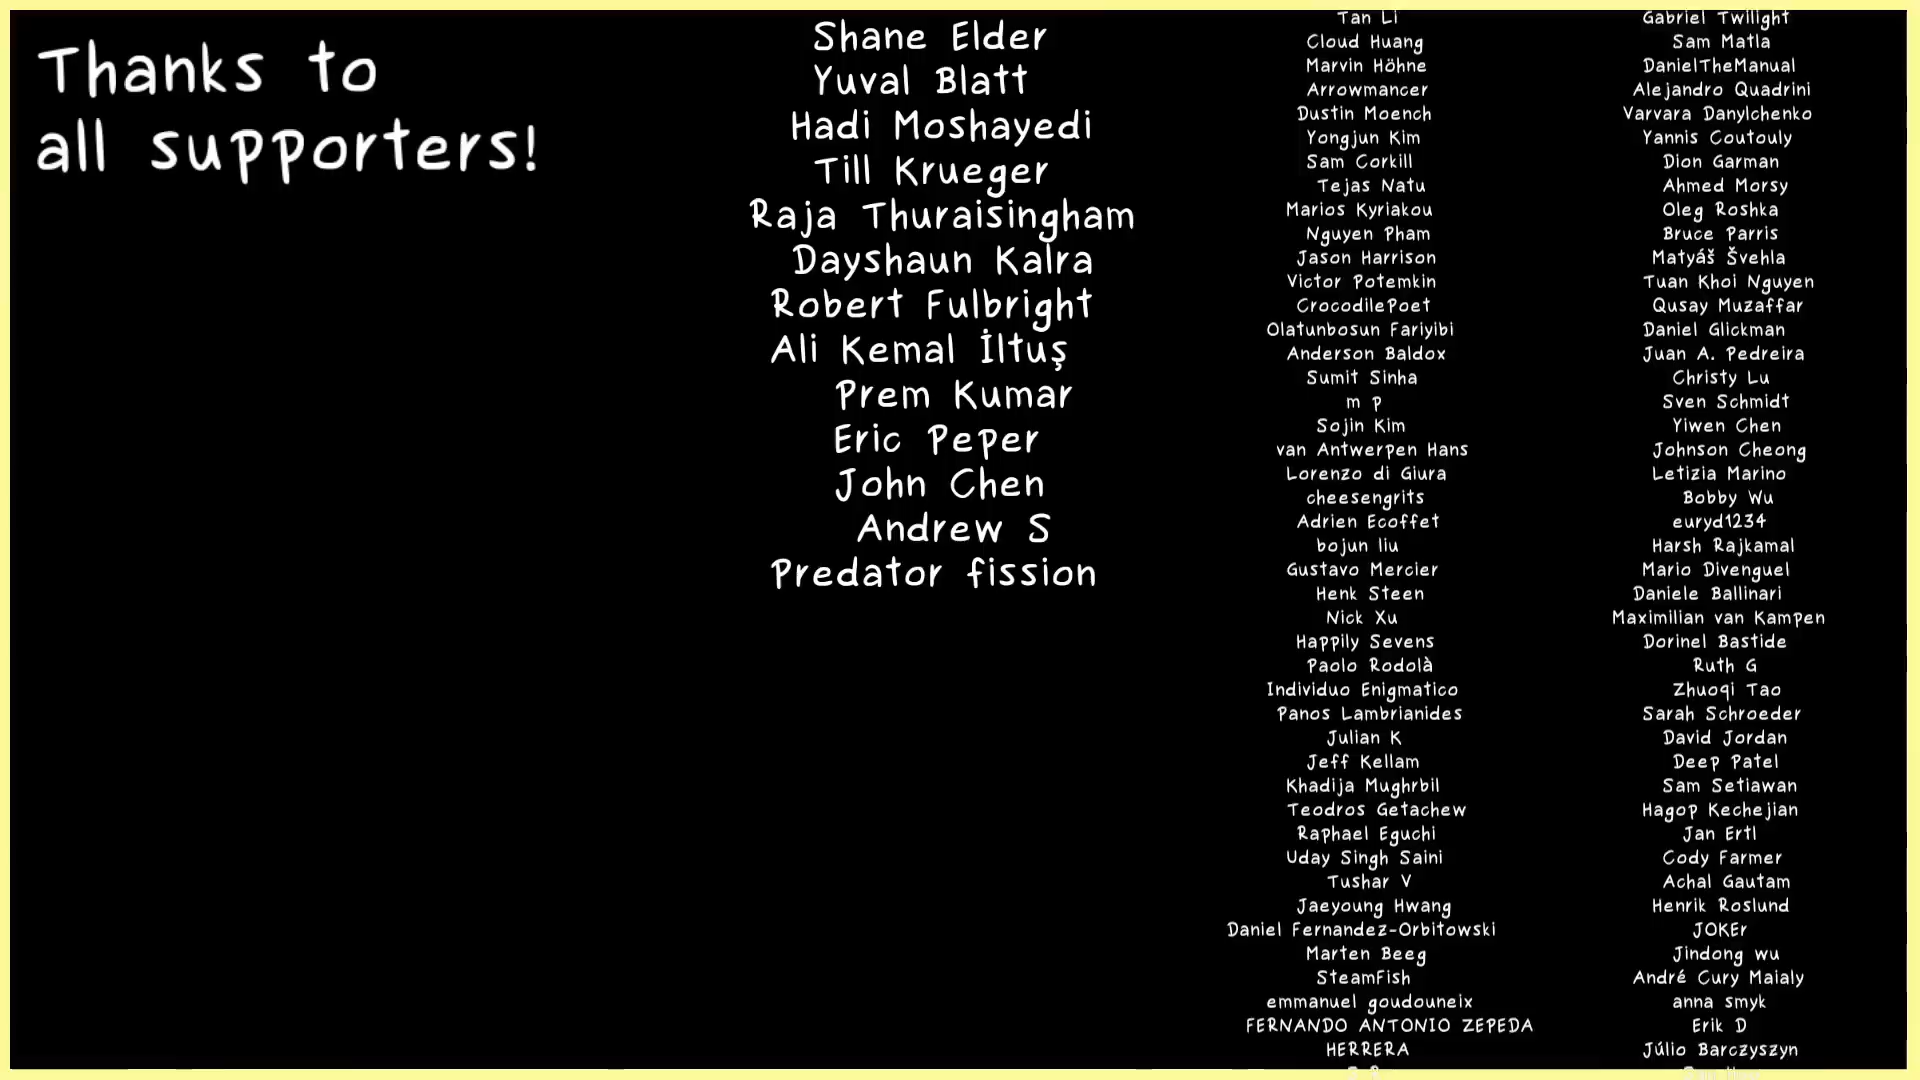 Thanks to
all supporters!
Shane Elder
Yuval Blatt
Hadi Moshayedi
Till Krueger
Raja Thuraisingham
Dayshaun Kalra
Robert Fulbright
Ali Kemal İltuş
Prem Kumar
Eric Peper
John Chen
Andrew S
Predator fission
Tan Li
Cloud Huang
Marvin Höhne
Arrowmancer
Dustin Moench
Yongjun Kim
Sam Corkill
Tejas Natu
Marios Kyriakou
Nguyen Pham
Jason Harrison
Victor Potemkin
CrocodilePoet
Olatunbosun Fariyibi
Anderson Baldox
Sumit Sinha
m p
Sojin Kim
van Antwerpen Hans
Lorenzo di Giura
cheesengrits
Adrien Ecoffet
bojun liu
Gustavo Mercier
Henk Steen
Nick Xu
Happily Sevens
Paolo Rodolà
Individuo Enigmatico
Panos Lambrianides
Julian K
Jeff Kellam
Khadija Mughrbil
Teodros Getachew
Raphael Eguchi
Uday Singh Saini
Tushar V
Jaeyoung Hwang
Daniel Fernandez-Orbitowski
Marten Beeg
SteamFish
emmanuel goudouneix
FERNANDO ANTONIO ZEPEDA
HERRERA
Gabriel Twilight
Sam Matla
DanielTheManual
Alejandro Quadrini
Varvara Danylchenko
Yannis Coutouly
Dion Garman
Ahmed Morsy
Oleg Roshka
Bruce Parris
Matyáš Švehla
Tuan Khoi Nguyen
Qusay Muzaffar
Daniel Glickman
Juan A. Pedreira
Christy Lu
Sven Schmidt
Yiwen Chen
Johnson Cheong
Letizia Marino
Bobby Wu
euryd1234
Harsh Rajkamal
Mario Divenguel
Daniele Ballinari
Maximilian van Kampen
Dorinel Bastide
Ruth G
Zhuoqi Tao
Sarah Schroeder
David Jordan
Deep Patel
Sam Setiawan
Hagop Kechejian
Jan Ertl
Cody Farmer
Achal Gautam
Henrik Roslund
JOKEr
Jindong wu
André Cury Maialy
anna smyk
Erik D
Júlio Barczyszyn